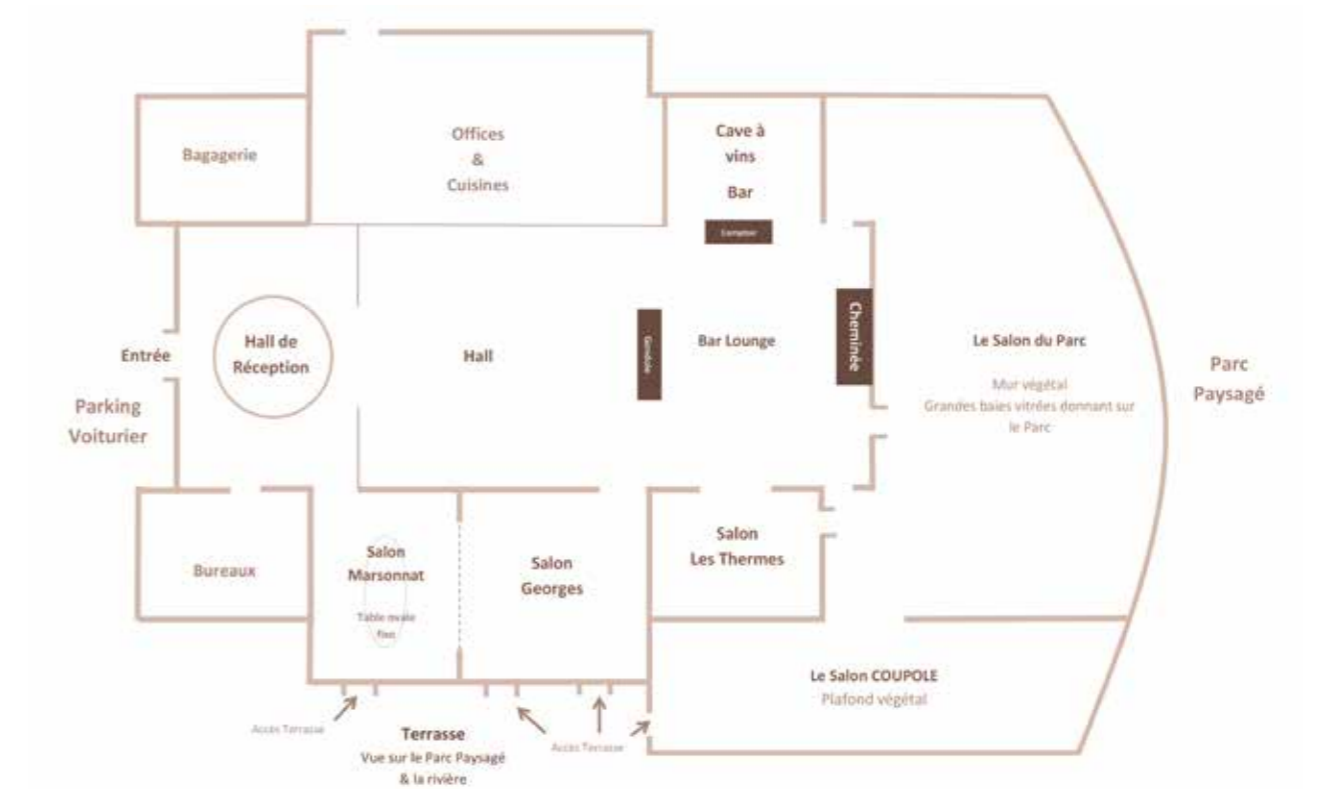 Bagagerie
Offices
&
Cuisines
Cave à
vins
Bar
Comptoir
Entrée
Parking
Voiturier
Hall de
Réception
Hall
Gondole
Bar Lounge
Cheminée
Le Salon du Parc
Mur végétal
Grandes baies vitrées donnant sur
le Parc
Parc
Paysagé
Bureaux
Salon
Marsonnat
Table ovale
fixe
Salon
Georges
Salon
Les Thermes
Le Salon COUPOLE
Plafond végétal
Accès Terrasse
Terrasse
Vue sur le Parc Paysagé
& la rivière
Accès Terrasse